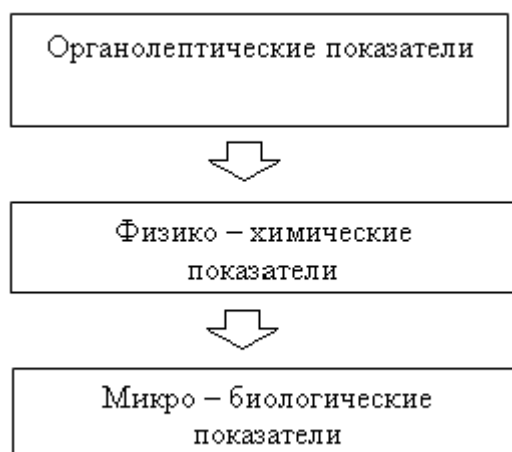 Органолептические показатели
Физико – химические
показатели
Микро – биологические
показатели